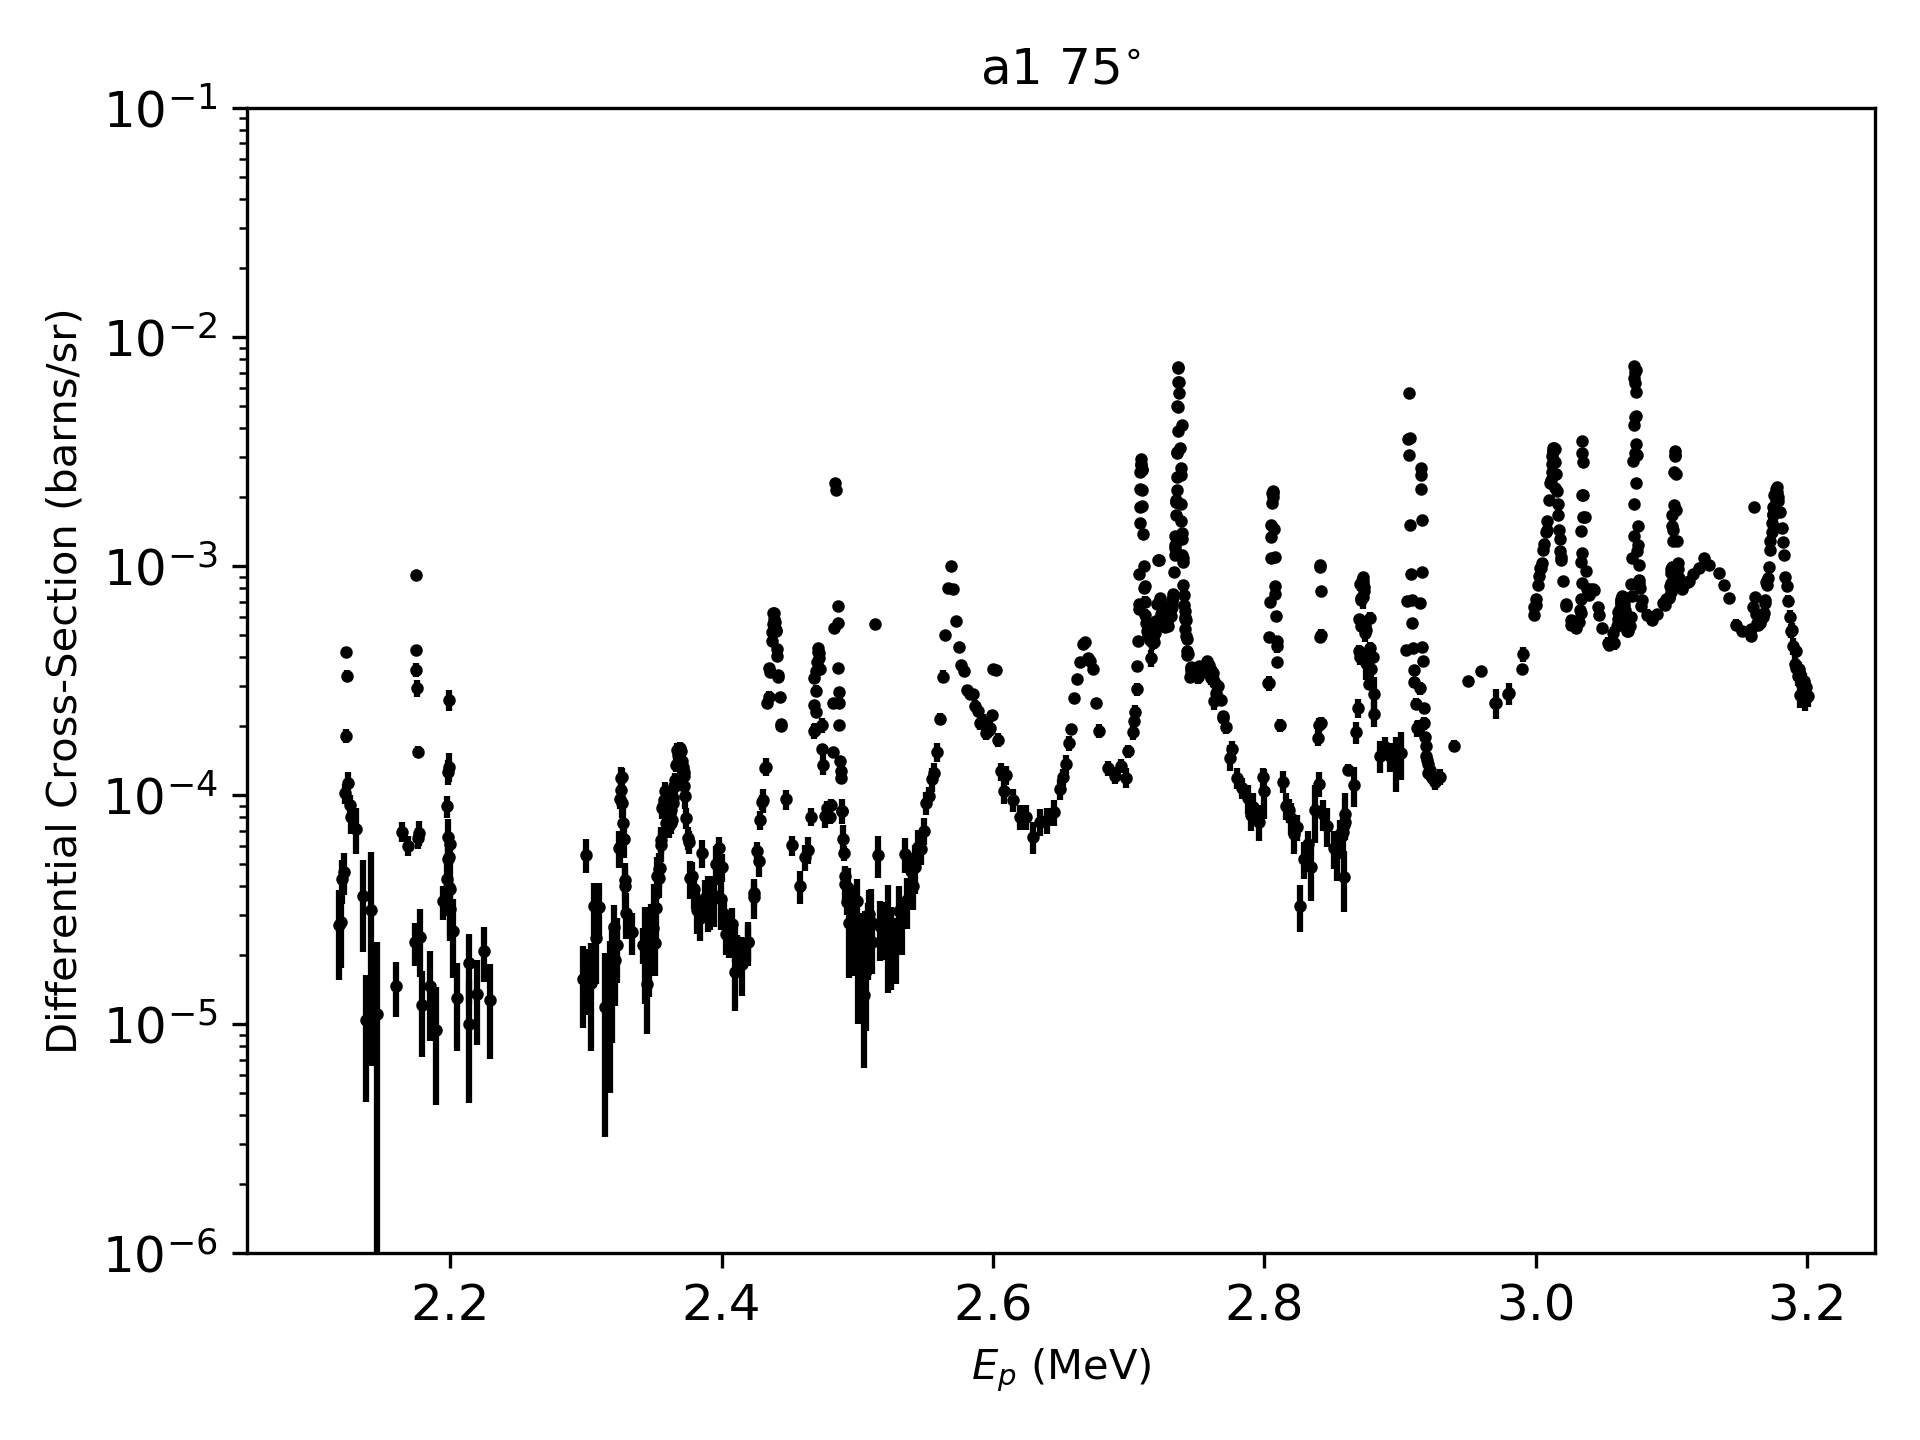 a1 75°
10⁻¹
10⁻²
10⁻³
10⁻⁴
10⁻⁵
10⁻⁶
Differential Cross-Section (barns/sr)
2.2 2.4 2.6 2.8 3.0 3.2
Eₚ (MeV)